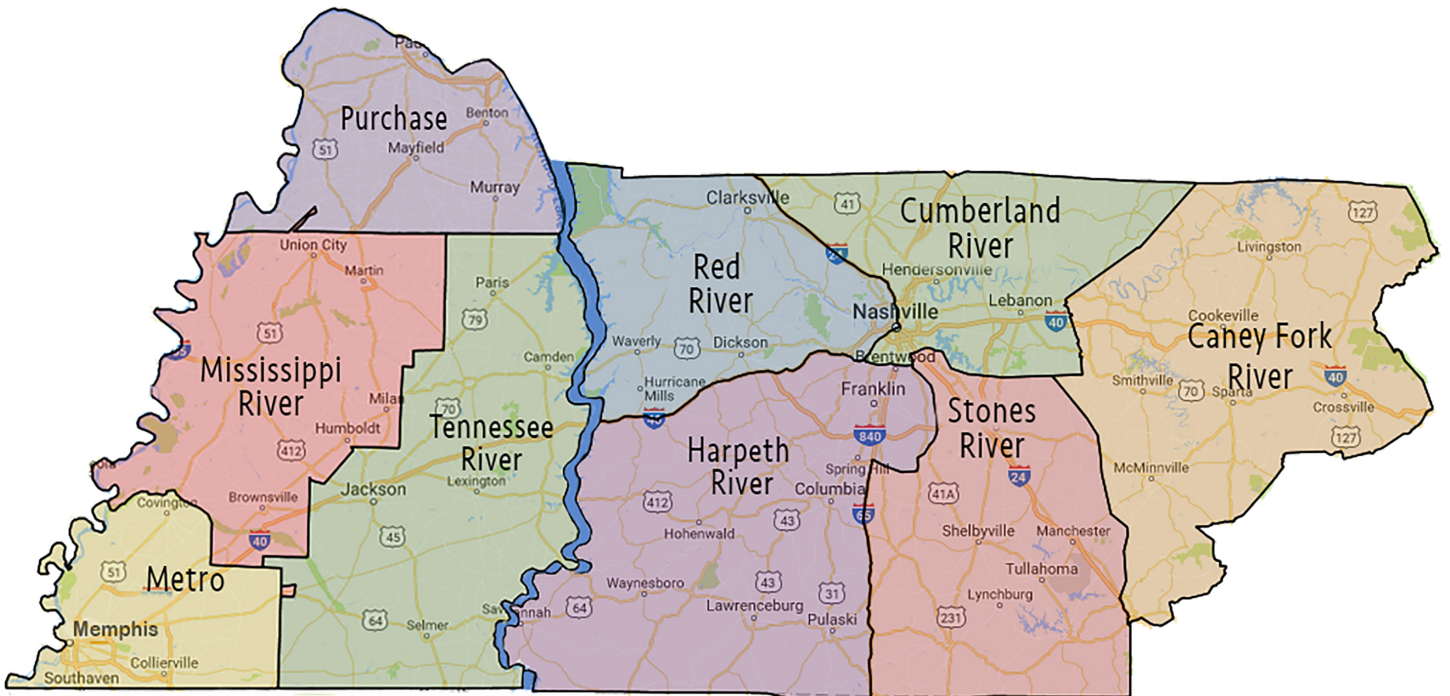 Purchase
Benton
51
Mayfield
Murray
Union City
Martin
51
Mississippi
River
Milan
Humboldt
412
Brownsville
40
Covington
51
Metro
Memphis
Collierville
Southaven
Paris
79
Camden
70
Tennessee
River
Jackson
Lexington
45
64
Selmer
Savannah
Clarksville
Red
River
Waverly
70
Dickson
Hurricane
Mills
41
24
Cumberland
River
Hendersonville
Nashville
Lebanon
40
Brentwood
Franklin
840
Harpeth
River
Spring Hill
Columbia
65
412
43
Hohenwald
Waynesboro
64
43
31
Lawrenceburg
Pulaski
Stones
River
24
41A
Shelbyville
Manchester
Tullahoma
Lynchburg
231
127
Livingston
Cookeville
Caney Fork
River
Smithville
70
Sparta
40
Crossville
127
McMinnville